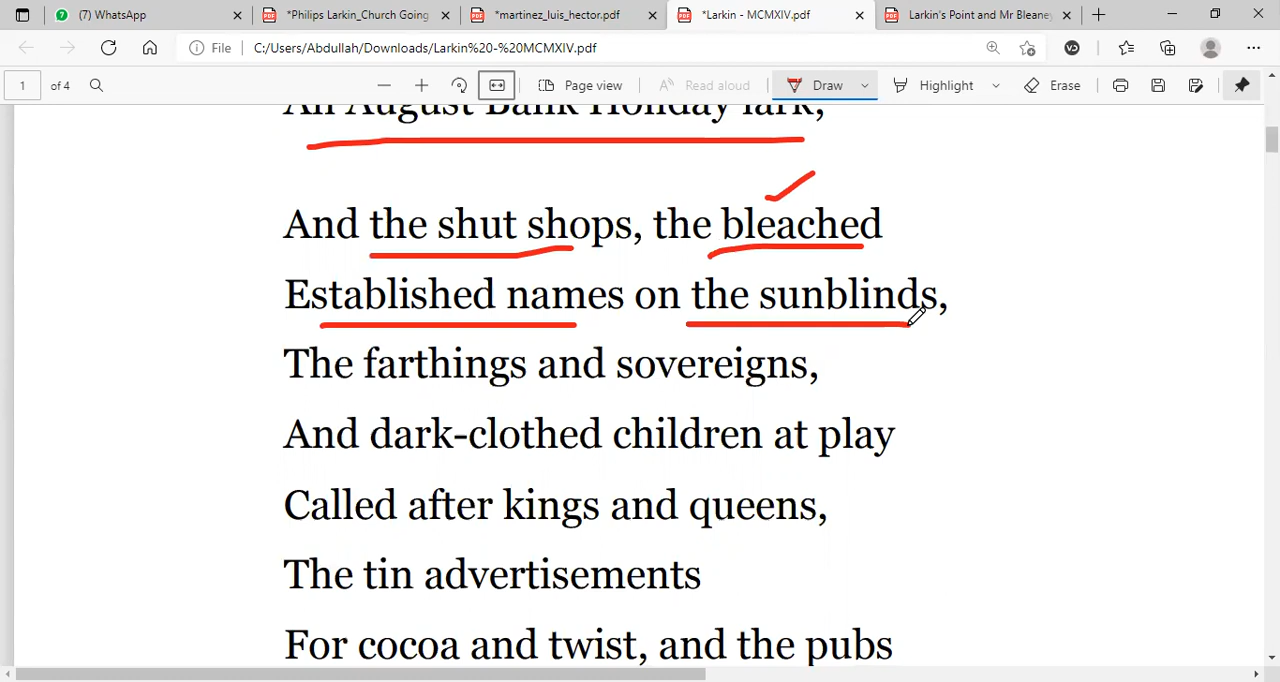 (7) WhatsApp
*Philips Larkin_Church Going
*martinez_luis_hector.pdf
*Larkin - MCMXIV.pdf
Larkin's Point and Mr Bleaney
File
C:/Users/Abdullah/Downloads/Larkin%20-%20MCMXIV.pdf
1 of 4
Page view
Read aloud
Draw
Highlight
Erase
An August Bank Holiday lark;
And the shut shops, the bleached
Established names on the sunblinds,
The farthings and sovereigns,
And dark-clothed children at play
Called after kings and queens,
The tin advertisements
For cocoa and twist, and the pubs